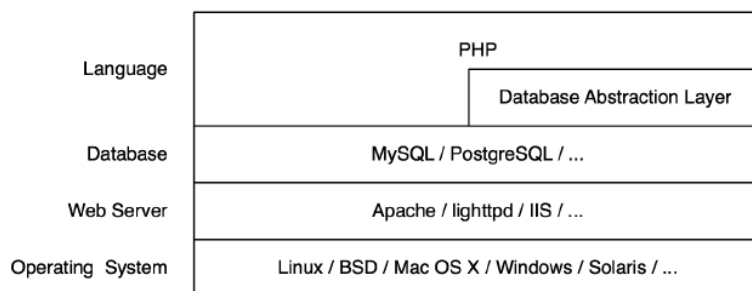 PHP
Language
Database Abstraction Layer
Database MySQL / PostgreSQL / ...
Web Server Apache / lighttpd / IIS / ...
Operating System Linux / BSD / Mac OS X / Windows / Solaris / ...